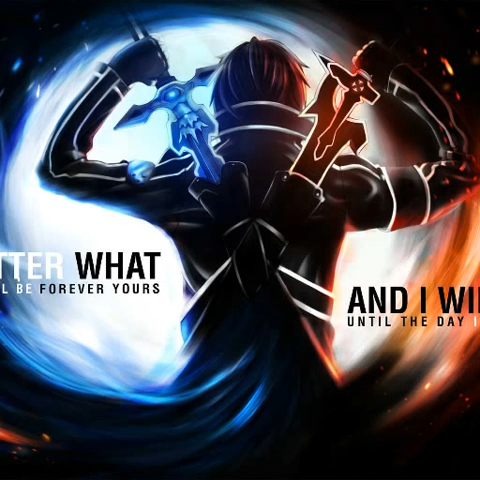 TTER WHAT
L BE FOREVER YOURS
AND I WI
UNTIL THE DAY I